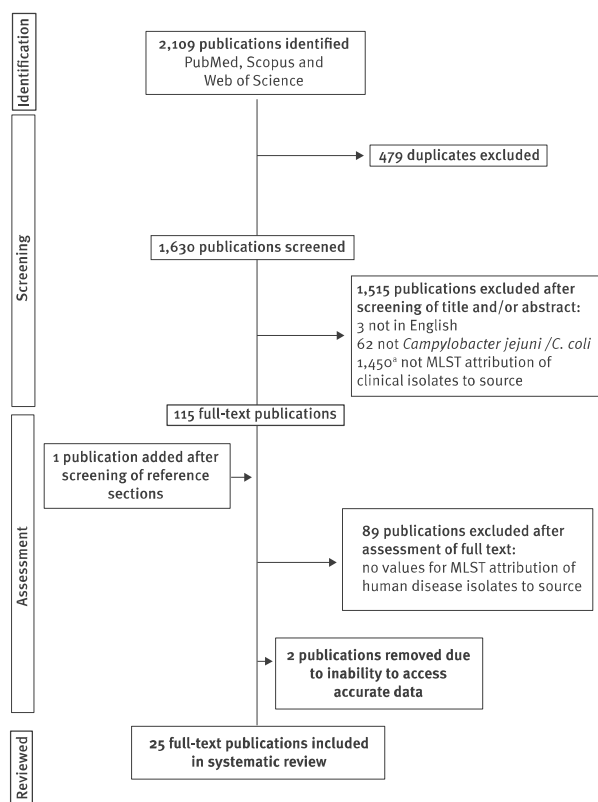 Identification
2,109 publications identified
PubMed, Scopus and
Web of Science
Screening
479 duplicates excluded
1,630 publications screened
1,515 publications excluded after
screening of title and/or abstract:
3 not in English
62 not Campylobacter jejuni /C. coli
1,450ª not MLST attribution of
clinical isolates to source
115 full-text publications
Assessment
1 publication added after
screening of reference
sections
89 publications excluded after
assessment of full text:
no values for MLST attribution of
human disease isolates to source
2 publications removed due
to inability to access
accurate data
Reviewed
25 full-text publications included
in systematic review